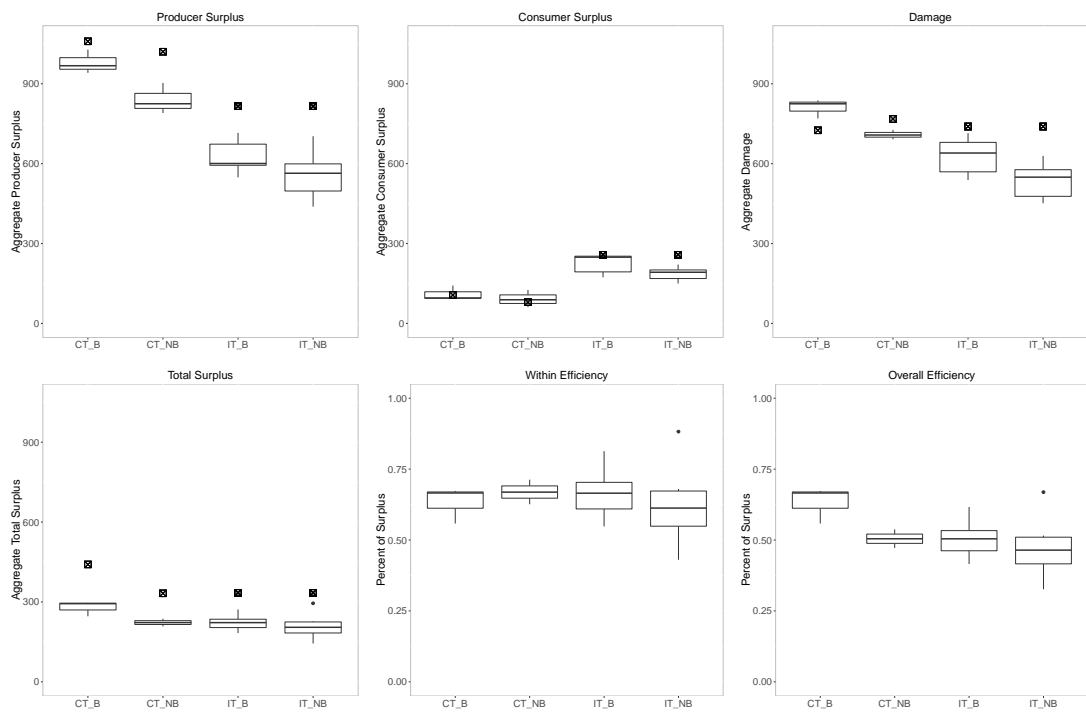 Producer Surplus
Aggregate Producer Surplus
900
600
300
0
CT_B CT_NB IT_B IT_NB
Consumer Surplus
Aggregate Consumer Surplus
900
600
300
0
CT_B CT_NB IT_B IT_NB
Damage
Aggregate Damage
900
600
300
0
CT_B CT_NB IT_B IT_NB
Total Surplus
Aggregate Total Surplus
900
600
300
0
CT_B CT_NB IT_B IT_NB
Within Efficiency
Percent of Surplus
1.00
0.75
0.50
0.25
0.00
CT_B CT_NB IT_B IT_NB
Overall Efficiency
Percent of Surplus
1.00
0.75
0.50
0.25
0.00
CT_B CT_NB IT_B IT_NB